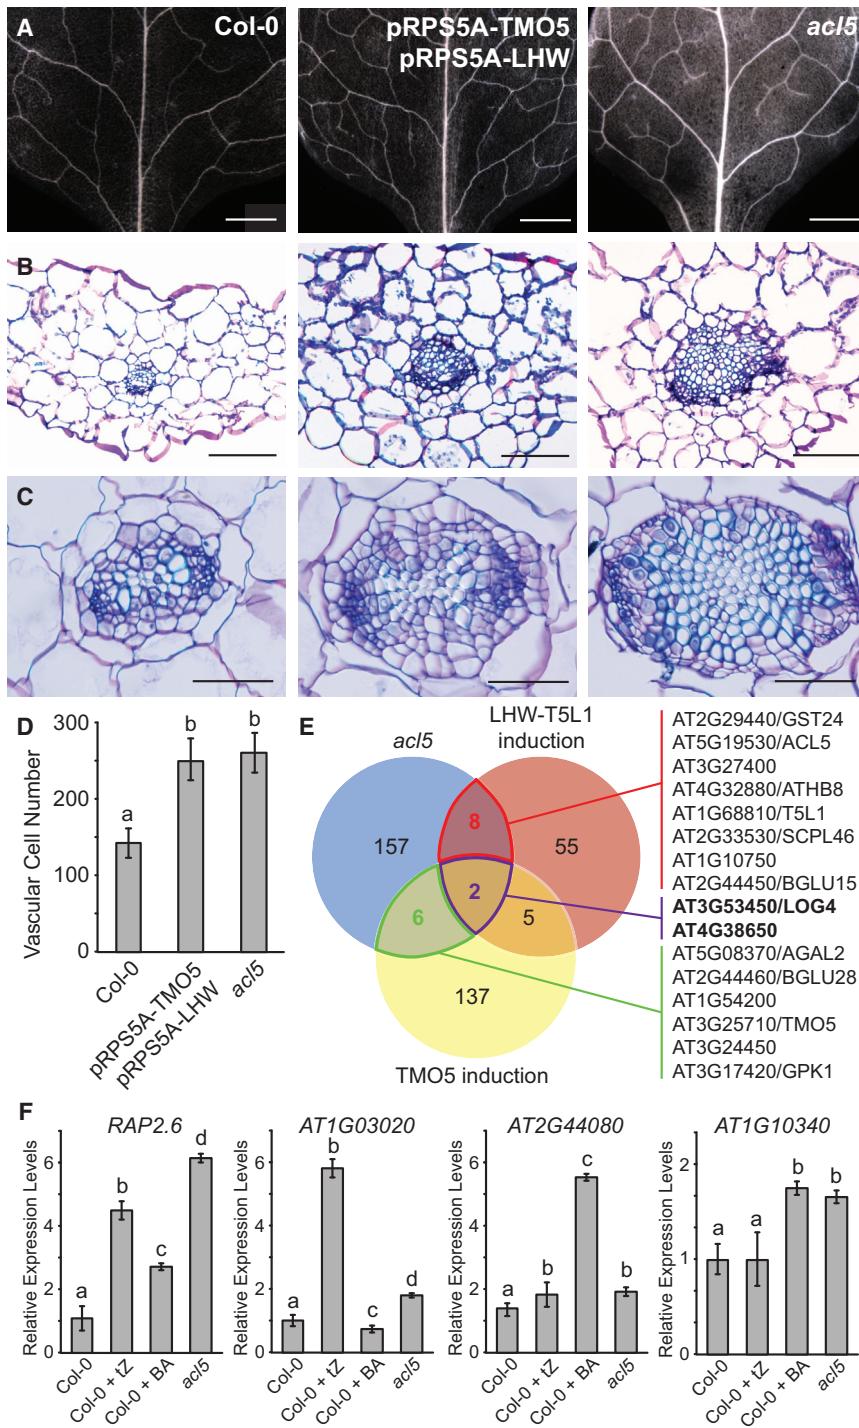 A
Col-0
pRPS5A-TMO5
pRPS5A-LHW
acl5
B
C
D
Vascular Cell Number
300
200
150
0
a
b
b
Col-0
pRPS5A-TMO5
pRPS5A-LHW
acl5
E
acl5
LHW-T5L1
induction
157
8
55
2
6
5
137
TMO5 induction
AT2G29440/GST24
AT5G19530/ACL5
AT3G27400
AT4G32880/ATHB8
AT1G68810/T5L1
AT2G33530/SCPL46
AT1G10750
AT2G44450/BGLU15
AT3G53450/LOG4
AT4G38650
AT5G08370/AGAL2
AT2G44460/BGLU28
AT1G54200
AT3G25710/TMO5
AT3G24450
AT3G17420/GPK1
F
RAP2.6
Relative Expression Levels
6
4
2
0
a
b
c
d
Col-0
Col-0 + tZ
Col-0 + BA
acl5
AT1G03020
Relative Expression Levels
6
4
2
0
a
b
c
d
Col-0
Col-0 + tZ
Col-0 + BA
acl5
AT2G44080
Relative Expression Levels
6
4
2
0
a
b
c
b
Col-0
Col-0 + tZ
Col-0 + BA
acl5
AT1G10340
Relative Expression Levels
2
1
0
a
a
b
b
Col-0
Col-0 + tZ
Col-0 + BA
acl5